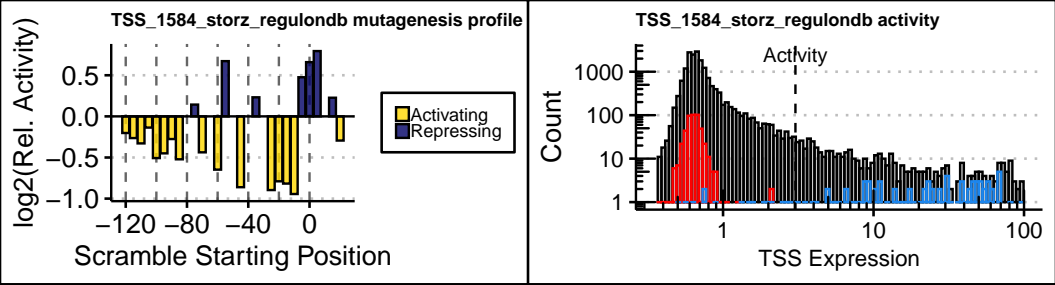 TSS_1584_storz_regulondb mutagenesis profile
log2(Rel. Activity)
0.5
0.0
−0.5
−1.0
−120 −80 −40 0
Scramble Starting Position
Activating
Repressing
TSS_1584_storz_regulondb activity
Activity
Count
1000
100
10
1
1 10 100
TSS Expression